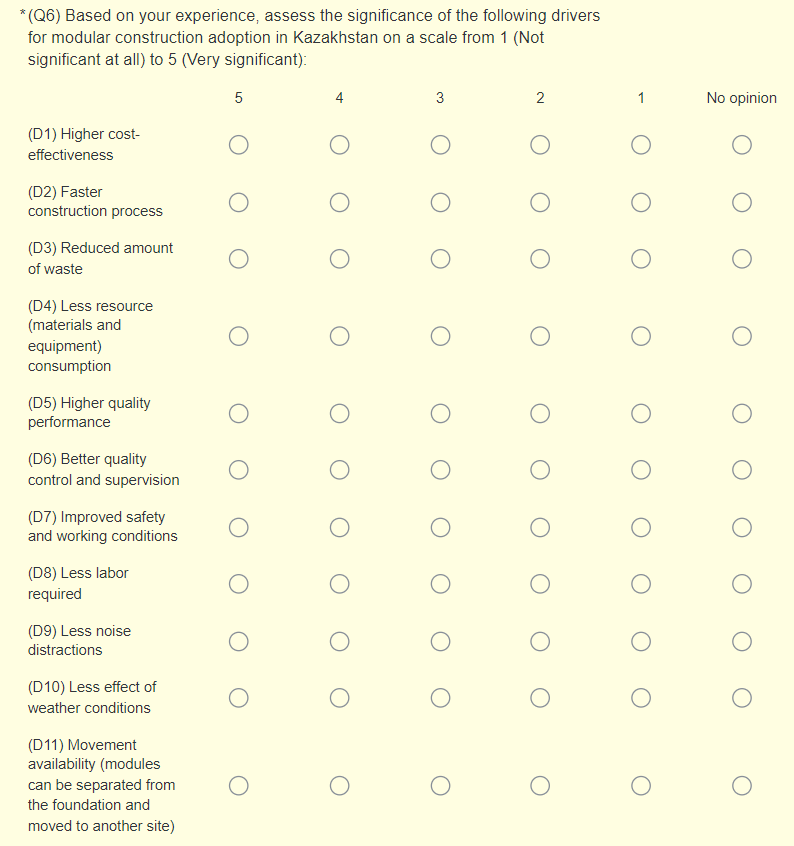 *(Q6) Based on your experience, assess the significance of the following drivers
for modular construction adoption in Kazakhstan on a scale from 1 (Not
significant at all) to 5 (Very significant):
5 4 3 2 1 No opinion
(D1) Higher cost-
effectiveness
(D2) Faster
construction process
(D3) Reduced amount
of waste
(D4) Less resource
(materials and
equipment)
consumption
(D5) Higher quality
performance
(D6) Better quality
control and supervision
(D7) Improved safety
and working conditions
(D8) Less labor
required
(D9) Less noise
distractions
(D10) Less effect of
weather conditions
(D11) Movement
availability (modules
can be separated from
the foundation and
moved to another site)